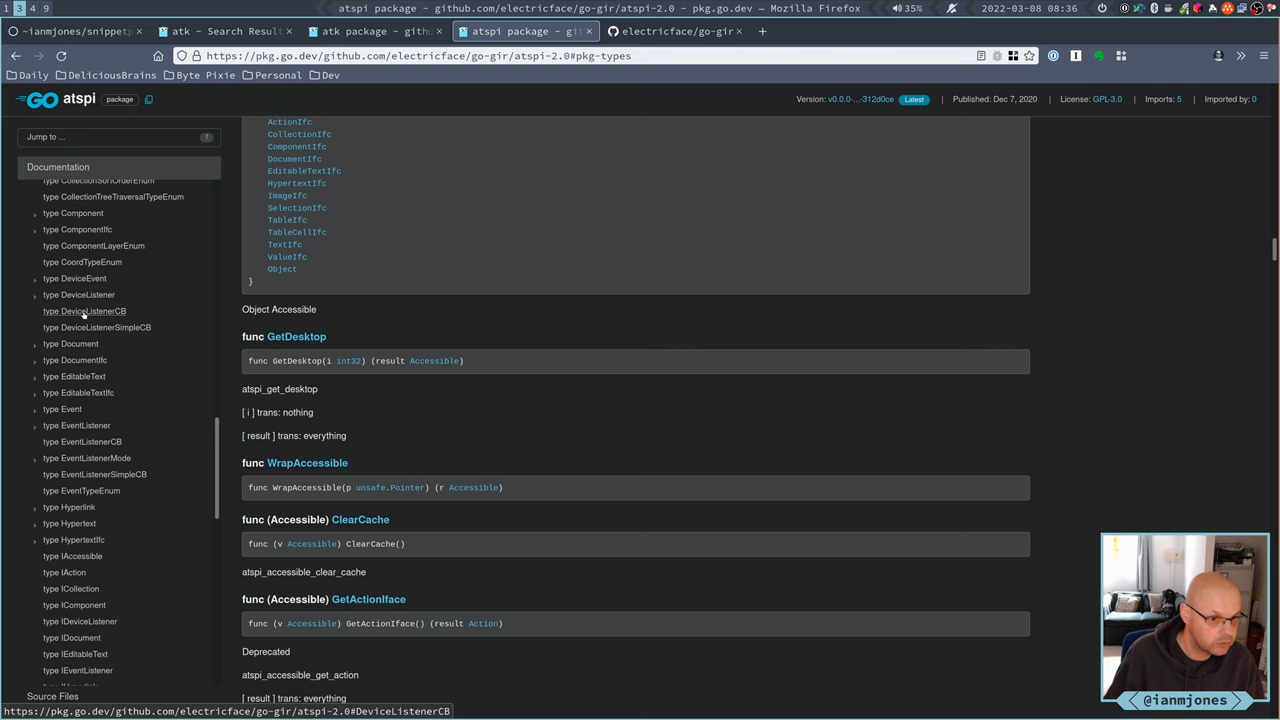 1 3 4 9
atspi package - github.com/electricface/go-gir/atspi-2.0 - pkg.go.dev — Mozilla Firefox
35%
2022-03-08 08:36
~ianmjones/snippetp
atk - Search Result
atk package - githu
atspi package - git
electricface/go-gir
https://pkg.go.dev/github.com/electricface/go-gir/atspi-2.0#pkg-types
Daily
DeliciousBrains
Byte Pixie
Personal
Dev
GO
atspi
package
Version: v0.0.0-...-312d0ce
Latest
Published: Dec 7, 2020
License: GPL-3.0
Imports: 5
Imported by: 0
Jump to ...
f
Documentation
type CollectionSortOrderEnum
type CollectionTreeTraversalTypeEnum
type Component
type ComponentIfc
type ComponentLayerEnum
type CoordTypeEnum
type DeviceEvent
type DeviceListener
type DeviceListenerCB
type DeviceListenerSimpleCB
type Document
type DocumentIfc
type EditableText
type EditableTextIfc
type Event
type EventListener
type EventListenerCB
type EventListenerMode
type EventListenerSimpleCB
type EventTypeEnum
type Hyperlink
type Hypertext
type HypertextIfc
type IAccessible
type IAction
type ICollection
type IComponent
type IDeviceListener
type IDocument
type IEditableText
type IEventListener
Source Files
ActionIfc
CollectionIfc
ComponentIfc
DocumentIfc
EditableTextIfc
HypertextIfc
ImageIfc
SelectionIfc
TableIfc
TableCellIfc
TextIfc
ValueIfc
Object
}
Object Accessible
func GetDesktop
func GetDesktop(i int32) (result Accessible)
atspi_get_desktop
[ i ] trans: nothing
[ result ] trans: everything
func WrapAccessible
func WrapAccessible(p unsafe.Pointer) (r Accessible)
func (Accessible) ClearCache
func (v Accessible) ClearCache()
atspi_accessible_clear_cache
func (Accessible) GetActionIface
func (v Accessible) GetActionIface() (result Action)
Deprecated
atspi_accessible_get_action
[ result ] trans: everything
https://pkg.go.dev/github.com/electricface/go-gir/atspi-2.0#DeviceListenerCB
@ianmjones